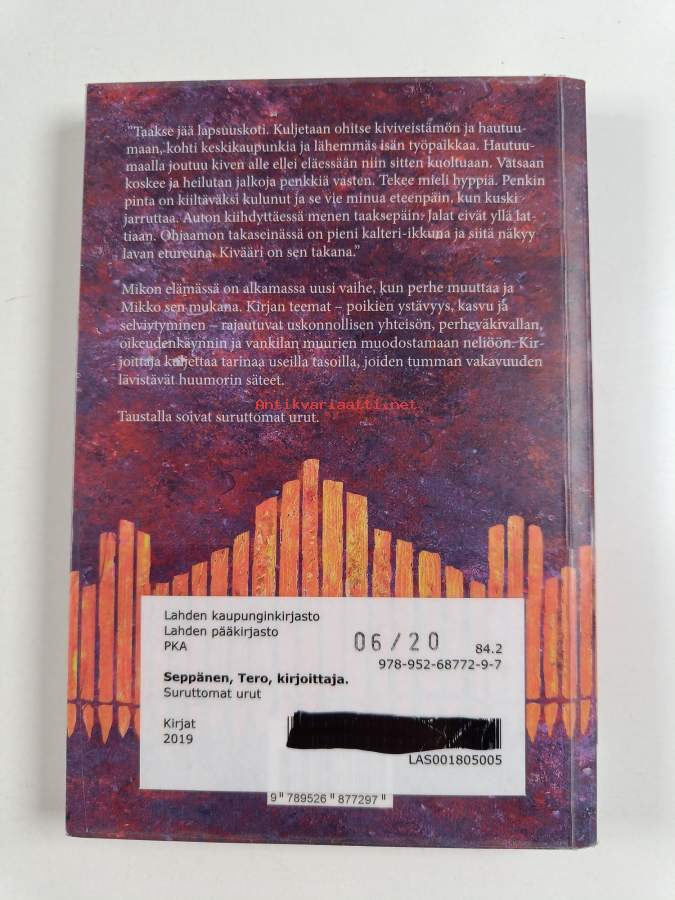 "Taakse jää lapsuuskoti. Kuljetaan ohitse kiviveistämön ja hautuu-
maan, kohti keskikaupunkia ja lähemmäs isän työpaikkaa. Hautuu-
maalla joutuu kiven alle ellei eläessään niin sitten kuoltuaan. Vatsaan
koskee ja heilutan jalkoja penkkiä vasten. Tekee mieli hyppiä. Penkin
pinta on kiiltäväksi kulunut ja se vie minua eteenpäin, kun kuski
jarruttaa. Auton kiihdyttäessä menen taaksepäin. Jalat eivät yllä lat-
tiaan. Ohjaamon takaseinässä on pieni kalteri-ikkuna ja siitä näkyy
lavan etureuna. Kivääri on sen takana."
Mikon elämässä on alkamassa uusi vaihe, kun perhe muuttaa ja
Mikko sen mukana. Kirjan teemat – poikien ystävyys, kasvu ja
selviytyminen – rajautuvat uskonnollisen yhteisön, perheväkivallan,
oikeudenkäynnin ja vankilan muurien muodostamaan neliöön. Kir-
joittaja kuljettaa tarinaa useilla tasoilla, joiden tumman vakavuuden
lävistävät huumorin säteet.
Antikvariaatti.net
Taustalla soivat suruttomat urut.
Lahden kaupunginkirjasto
Lahden pääkirjasto
PKA
06/20
84.2
978-952-68772-9-7
Seppänen, Tero, kirjoittaja.
Suruttomat urut
Kirjat
2019
LAS001805005
9 789526 877297